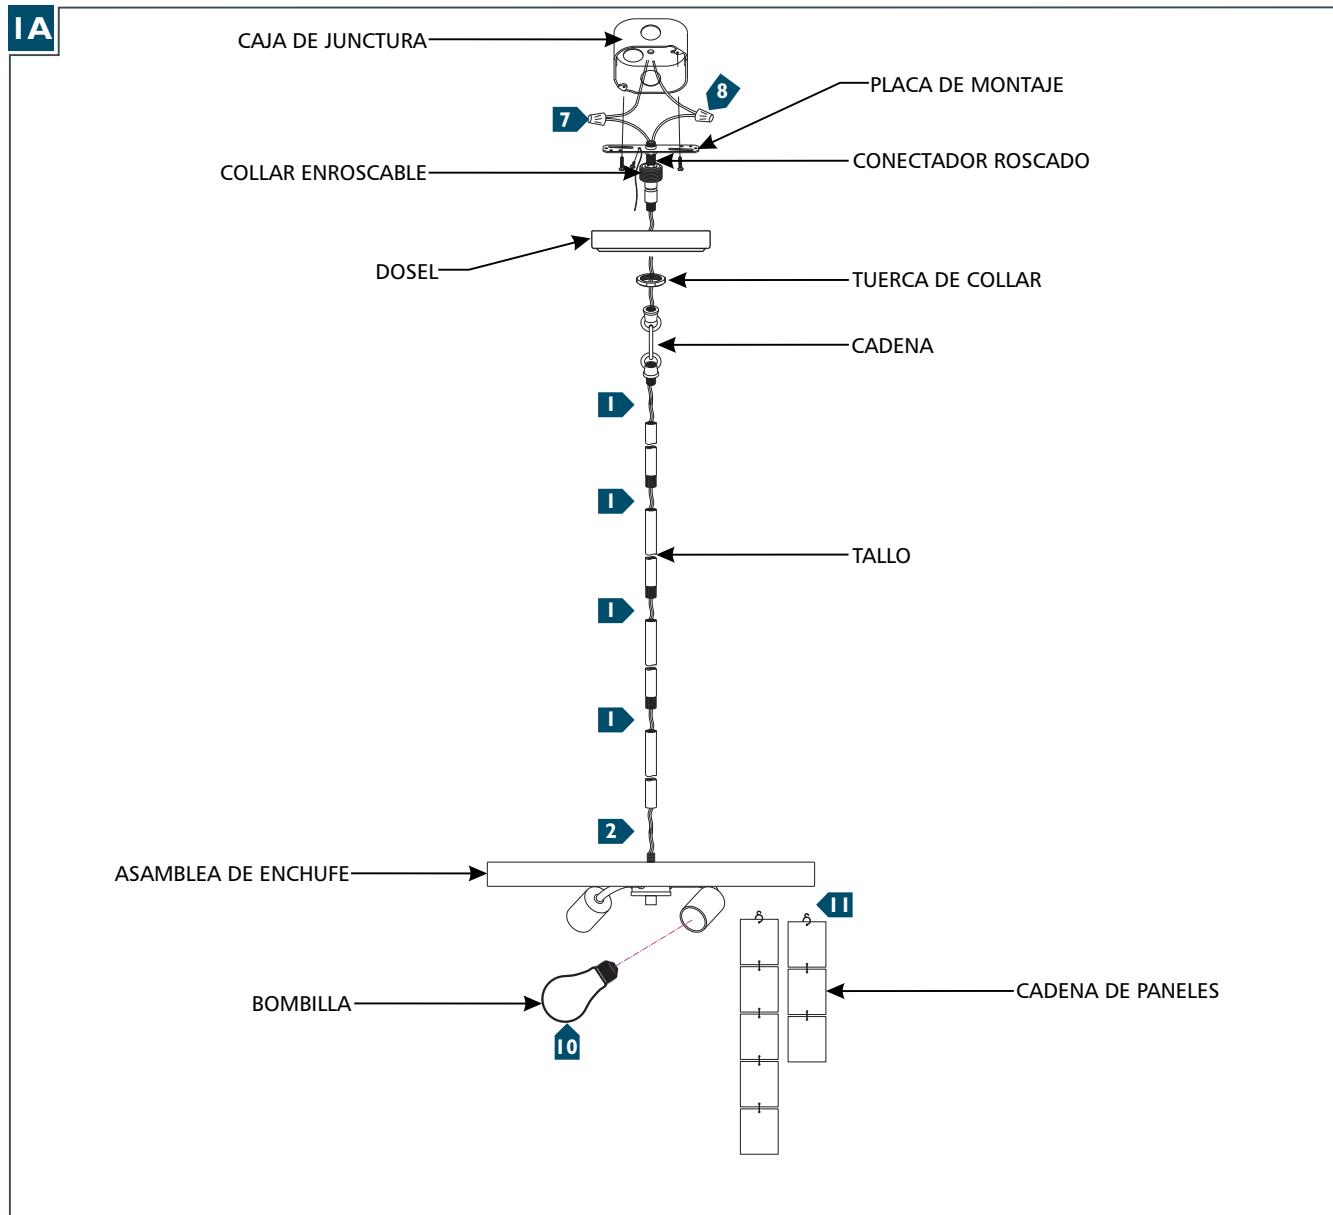 1A
CAJA DE JUNCTURA
PLACA DE MONTAJE
8
7
CONECTADOR ROSCADO
COLLAR ENROSCABLE
DOSEL
TUERCA DE COLLAR
CADENA
1
1
TALLO
1
1
2
ASAMBLEA DE ENCHUFE
11
BOMBILLA
CADENA DE PANELES
10